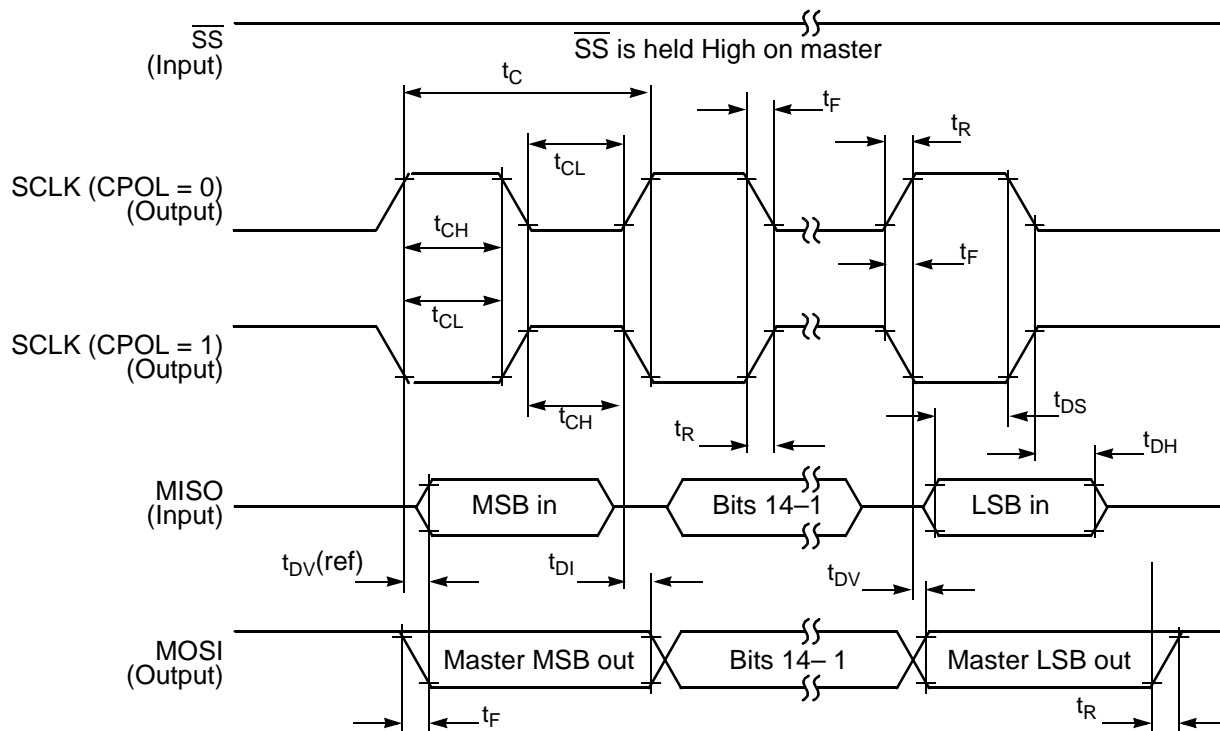 SS
(Input)
SS is held High on master
tC
tF
tR
tCL
SCLK (CPOL = 0)
(Output)
tCH
tF
tCL
SCLK (CPOL = 1)
(Output)
tCH
tR
tDS
tDH
MISO
(Input)
MSB in
Bits 14–1
LSB in
tDV(ref)
tDI
tDV
MOSI
(Output)
Master MSB out
Bits 14– 1
Master LSB out
tF
tR